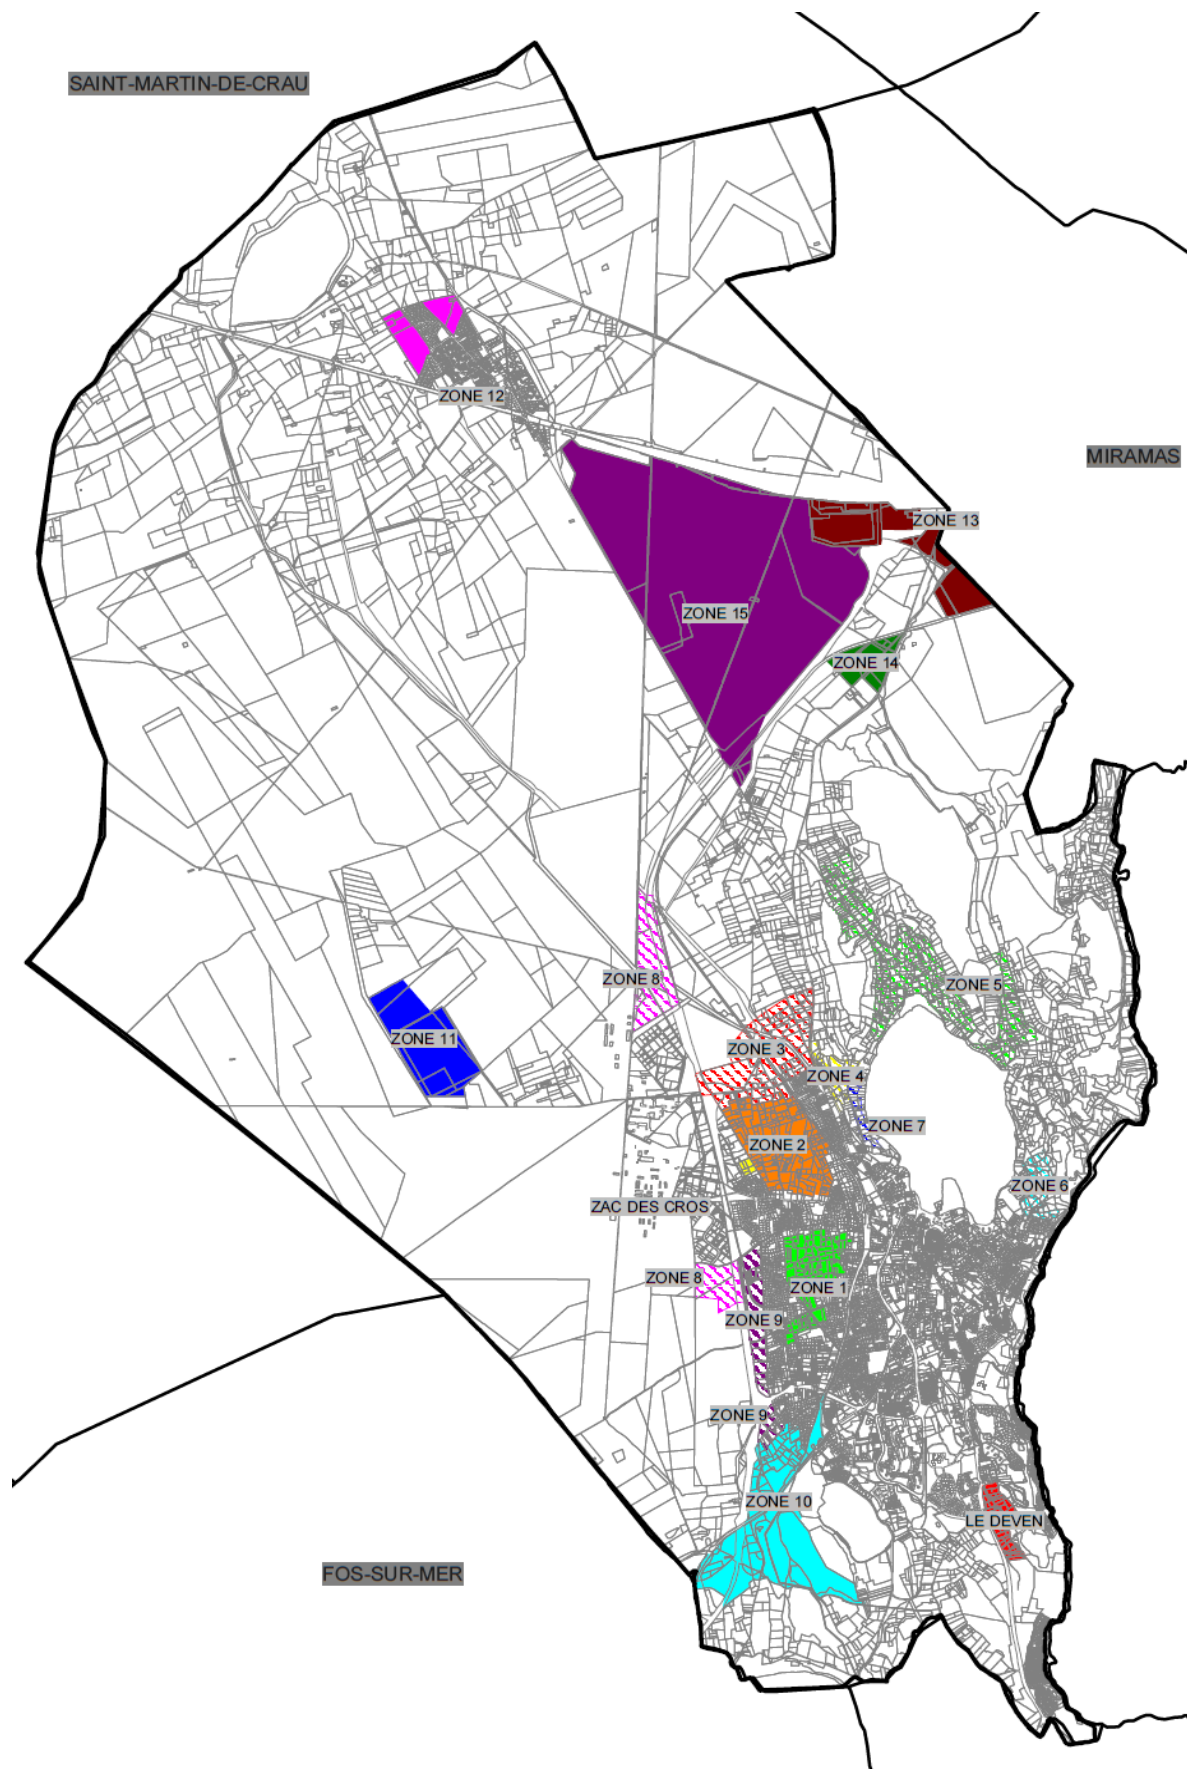 SAINT-MARTIN-DE-CRAU
ZONE 12
MIRAMAS
ZONE 13
ZONE 15
ZONE 14
ZONE 8
ZONE 5
ZONE 11
ZONE 3
ZONE 4
ZONE 7
ZONE 2
ZONE 6
ZAC DES CROS
ZONE 8
ZONE 1
ZONE 9
ZONE 9
ZONE 10
LE DEVEN
FOS-SUR-MER